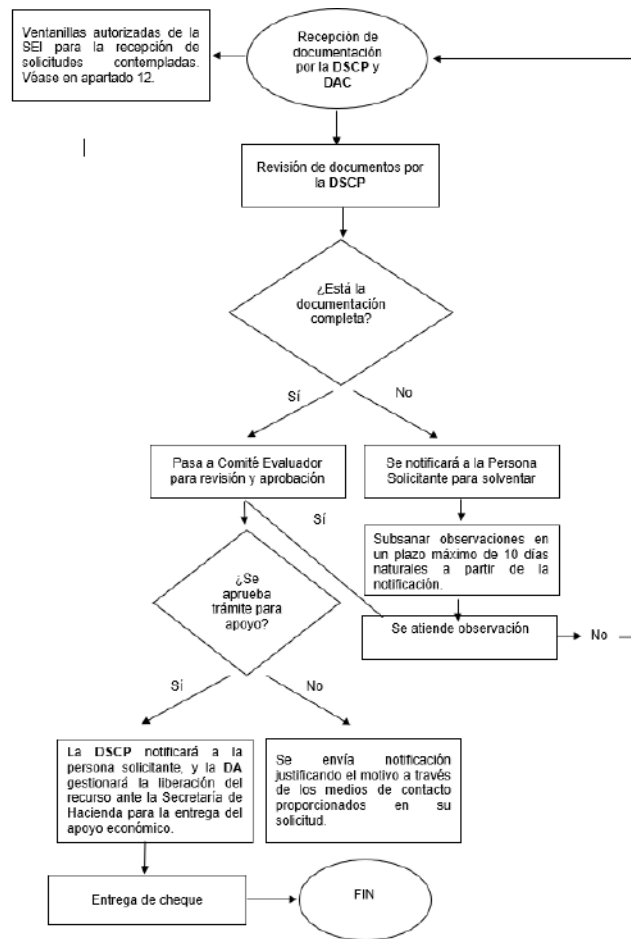 Ventanillas autorizadas de la
SEI para la recepción de
solicitudes contempladas.
Véase en apartado 12.
Recepción de
documentación
por la DSCP y
DAC
Revisión de documentos por
la DSCP
¿Está la
documentación
completa?
Sí
No
Pasa a Comité Evaluador
para revisión y aprobación
Se notificará a la Persona
Solicitante para solventar
Sí
Subsanar observaciones en
un plazo máximo de 10 días
naturales a partir de la
notificación.
¿Se
aprueba
trámite para
apoyo?
Se atiende observación
No
Sí
No
La DSCP notificará a la
persona solicitante, y la DA
gestionará la liberación del
recurso ante la Secretaría de
Hacienda para la entrega del
apoyo económico.
Se envía notificación
justificando el motivo a través
de los medios de contacto
proporcionados en su
solicitud.
Entrega de cheque
FIN